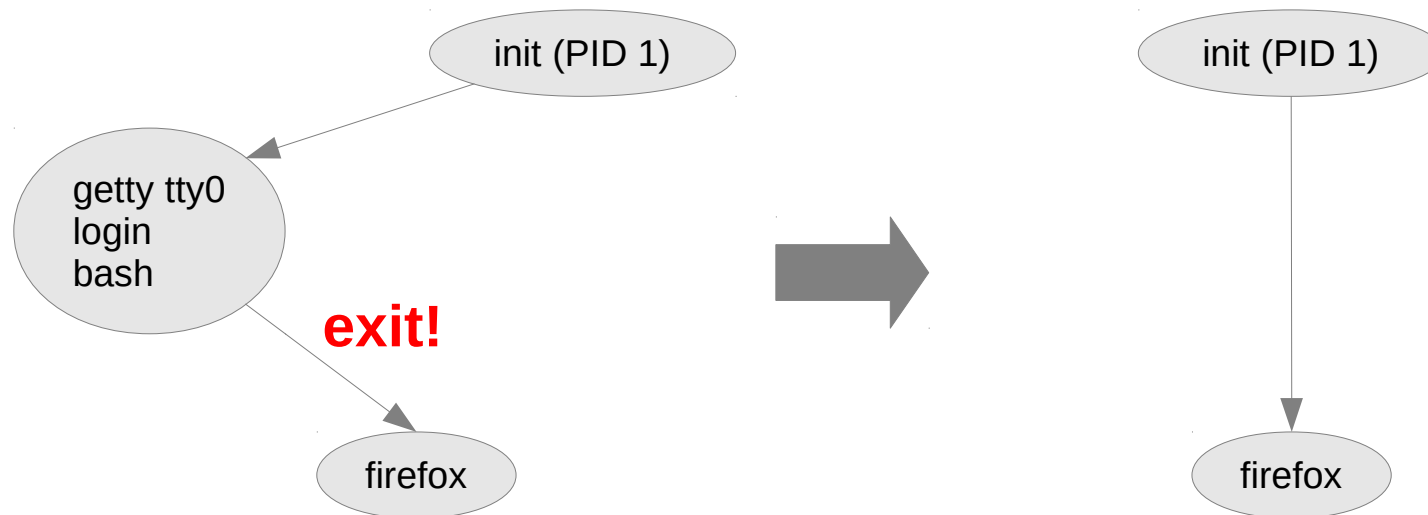 init (PID 1)
getty tty0
login
bash
exit!
firefox
init (PID 1)
firefox